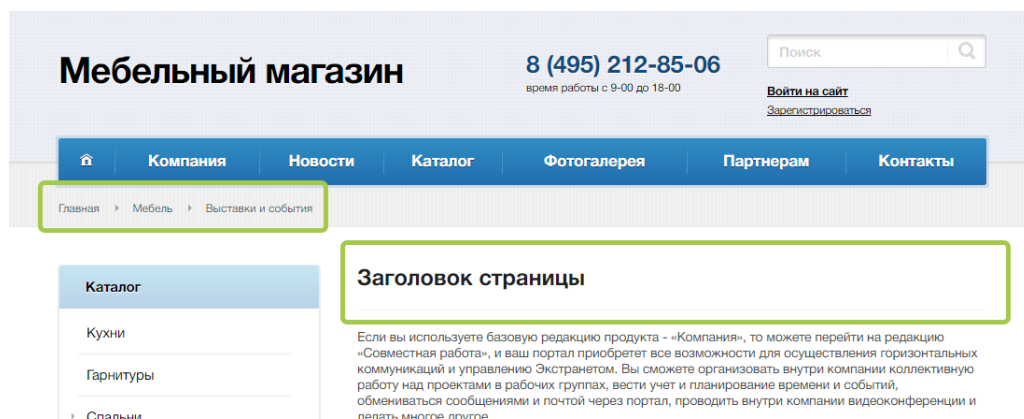 Мебельный магазин
8 (495) 212-85-06
время работы с 9-00 до 18-00
Поиск
Войти на сайт
Зарегистрироваться
Компания Новости Каталог Фотогалерея Партнерам Контакты
Главная Мебель Выставки и события
Каталог
Кухни
Гарнитуры
Спальни
Заголовок страницы
Если вы используете базовую редакцию продукта - «Компания», то можете перейти на редакцию
«Совместная работа», и ваш портал приобретет все возможности для осуществления горизонтальных
коммуникаций и управлению Экстранетом. Вы сможете организовать внутри компании коллективную
работу над проектами в рабочих группах, вести учет и планирование времени и событий,
обмениваться сообщениями и почтой через портал, проводить внутри компании видеоконференции и
делать многое другое.